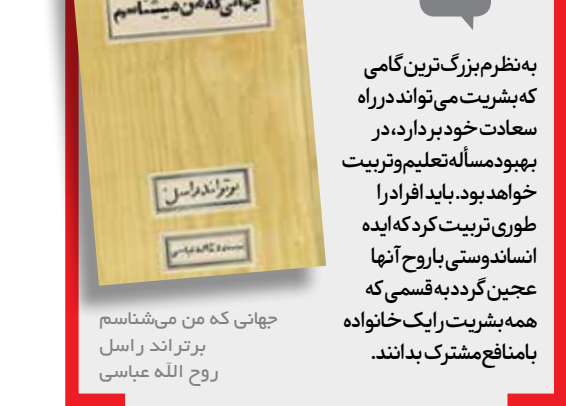 جهانی که من میشناسم
برتراند راسل
به‌نظرم بزرگ‌ترین گامی
که بشریت می‌تواند در راه
سعادت خود بردارد، در
بهبود مسأله تعلیم و تربیت
خواهد بود. باید افراد را
طوری تربیت کرد که ایده
انساندوستی با روح آنها
عجین گردد به قسمی که
همه بشریت را یک خانواده
با منافع مشترک بدانند.
جهانی که من می‌شناسم
برتراند راسل
روح الله عباسی